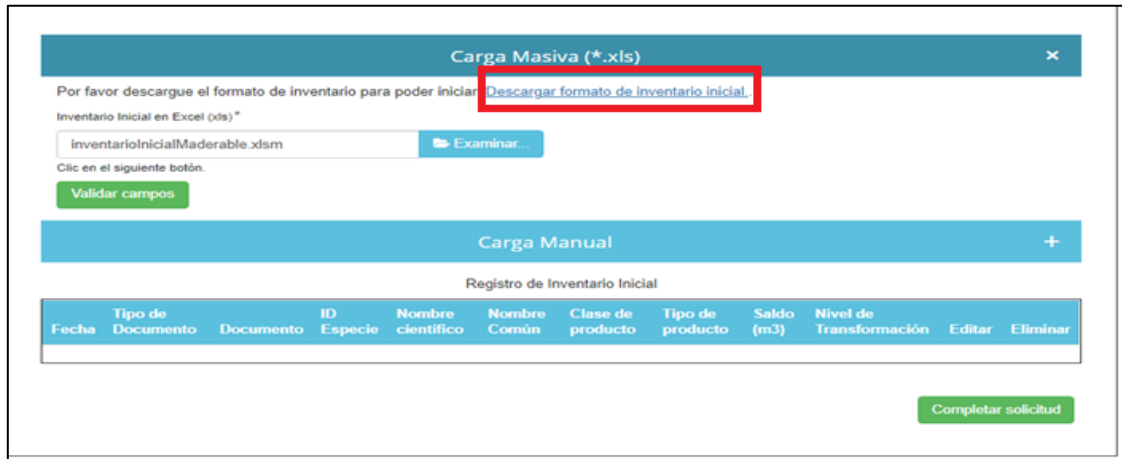 Carga Masiva (*.xls) ×
Por favor descargue el formato de inventario para poder iniciar Descargar formato de inventario inicial..
Inventario Inicial en Excel (xls)*
inventarioInicialMaderable.xlsm Examinar...
Clic en el siguiente botón.
Validar campos
Carga Manual +
Registro de Inventario Inicial
Fecha Tipo de Documento Documento ID Especie Nombre científico Nombre Común Clase de producto Tipo de producto Saldo (m3) Nivel de Transformación Editar Eliminar
Completar solicitud